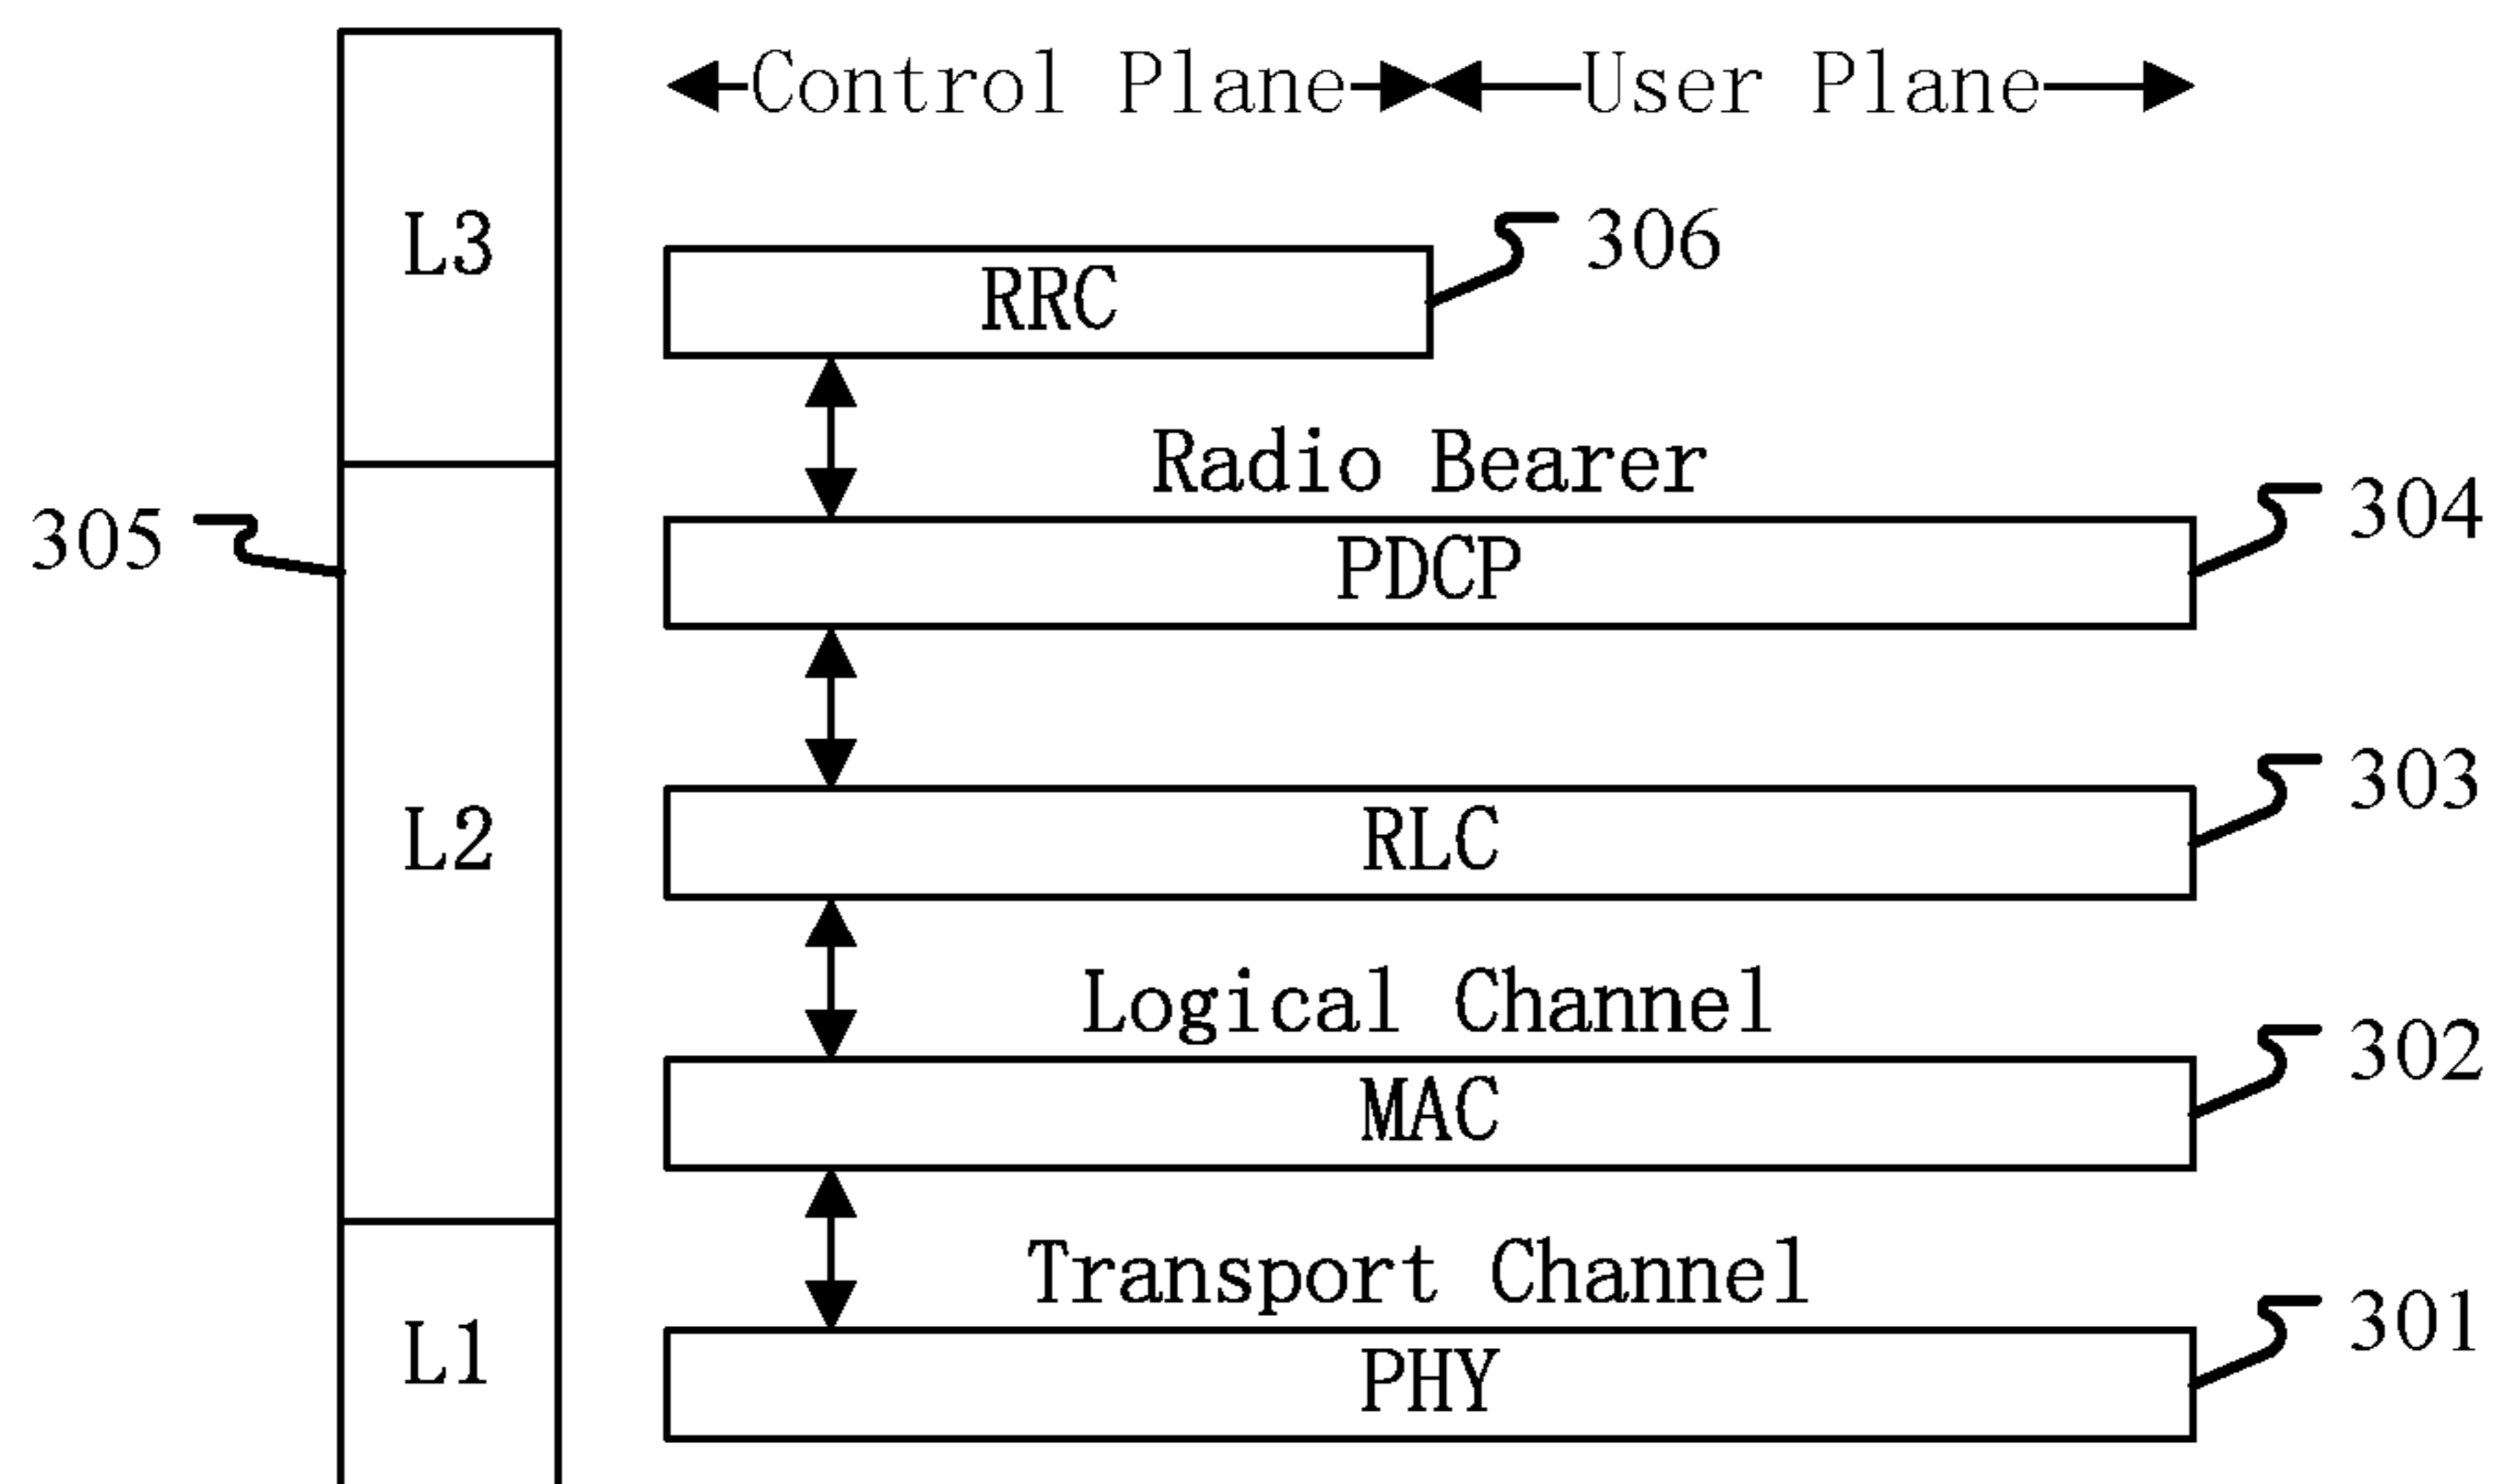 Control Plane User Plane
L3
306
RRC
Radio Bearer
304
305
PDCP
303
L2
RLC
Logical Channel
302
MAC
Transport Channel
301
L1
PHY